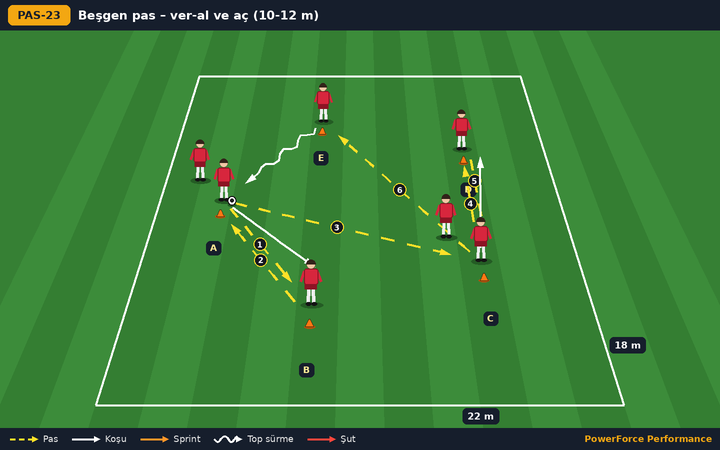 PAS-23 Beşgen pas – ver-al ve aç (10-12 m)
E
5
6
4
3
A
1
2
C
18 m
B
22 m
Pas Koşu Sprint Top sürme Şut PowerForce Performance